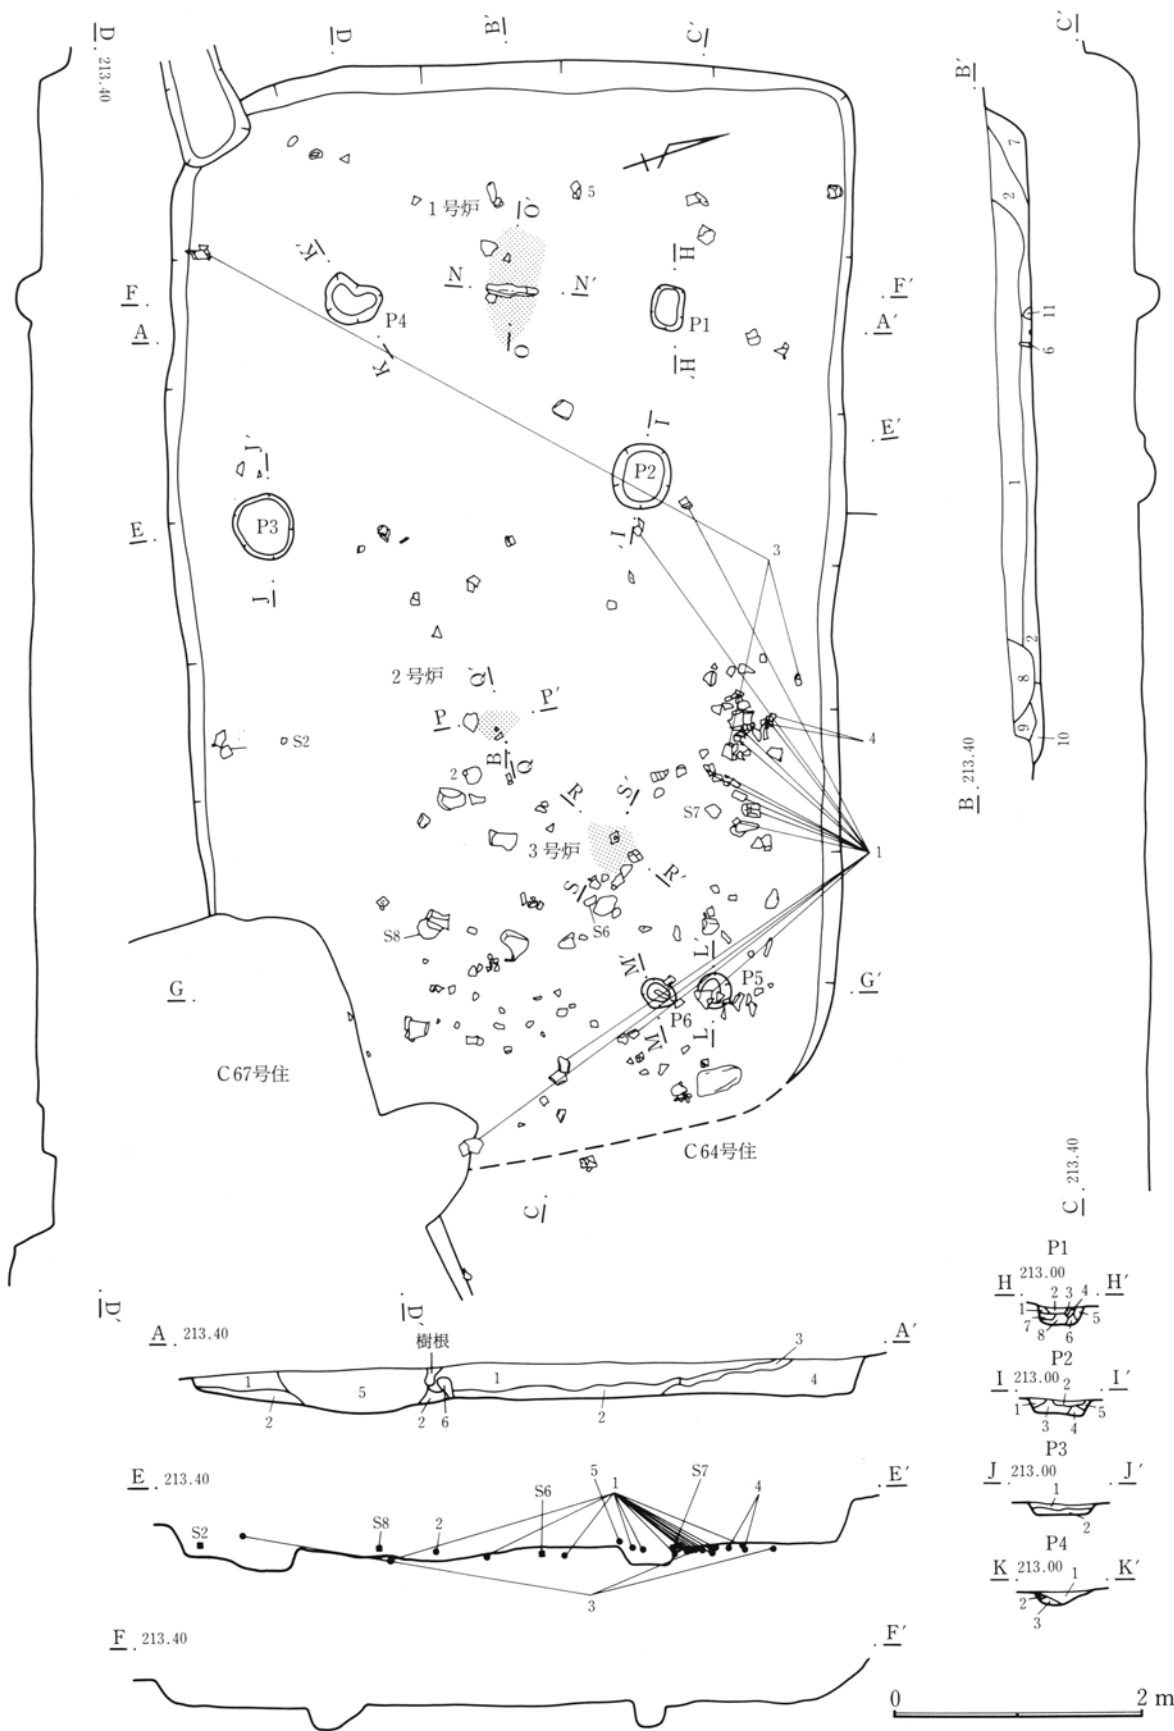 D . 213.40
D
B′
C′
C′
B′
1号炉
O′
5
K′
H
N
N′
F
F′
A
A′
P4
P1
O
K
H′
7
2
11
6
1
2
8
9
10
B . 213.40
I
E′
J′
P2
P3
E
I′
3
J
2号炉
Q′
P
P′
S2
B
Q
4
2
R
S′
S7
3号炉
1
S
R′
S6
S8
L′
M′
P5
G
G′
P6
M
L
C67号住
C64号住
C
C . 213.40
D′
D′
A . 213.40
樹根
A′
3
1
5
1
4
2
2
6
2
E . 213.40
E′
S2
S8
2
S6
5
1
S7
4
3
F . 213.40
F′
P1
H . 213.00 . H′
1 2 3 4 5
7 8 6
P2
I . 213.00 . I′
1 2 5
3 4
P3
J . 213.00 . J′
1
2
P4
K . 213.00 . K′
1
2
3
0 2 m